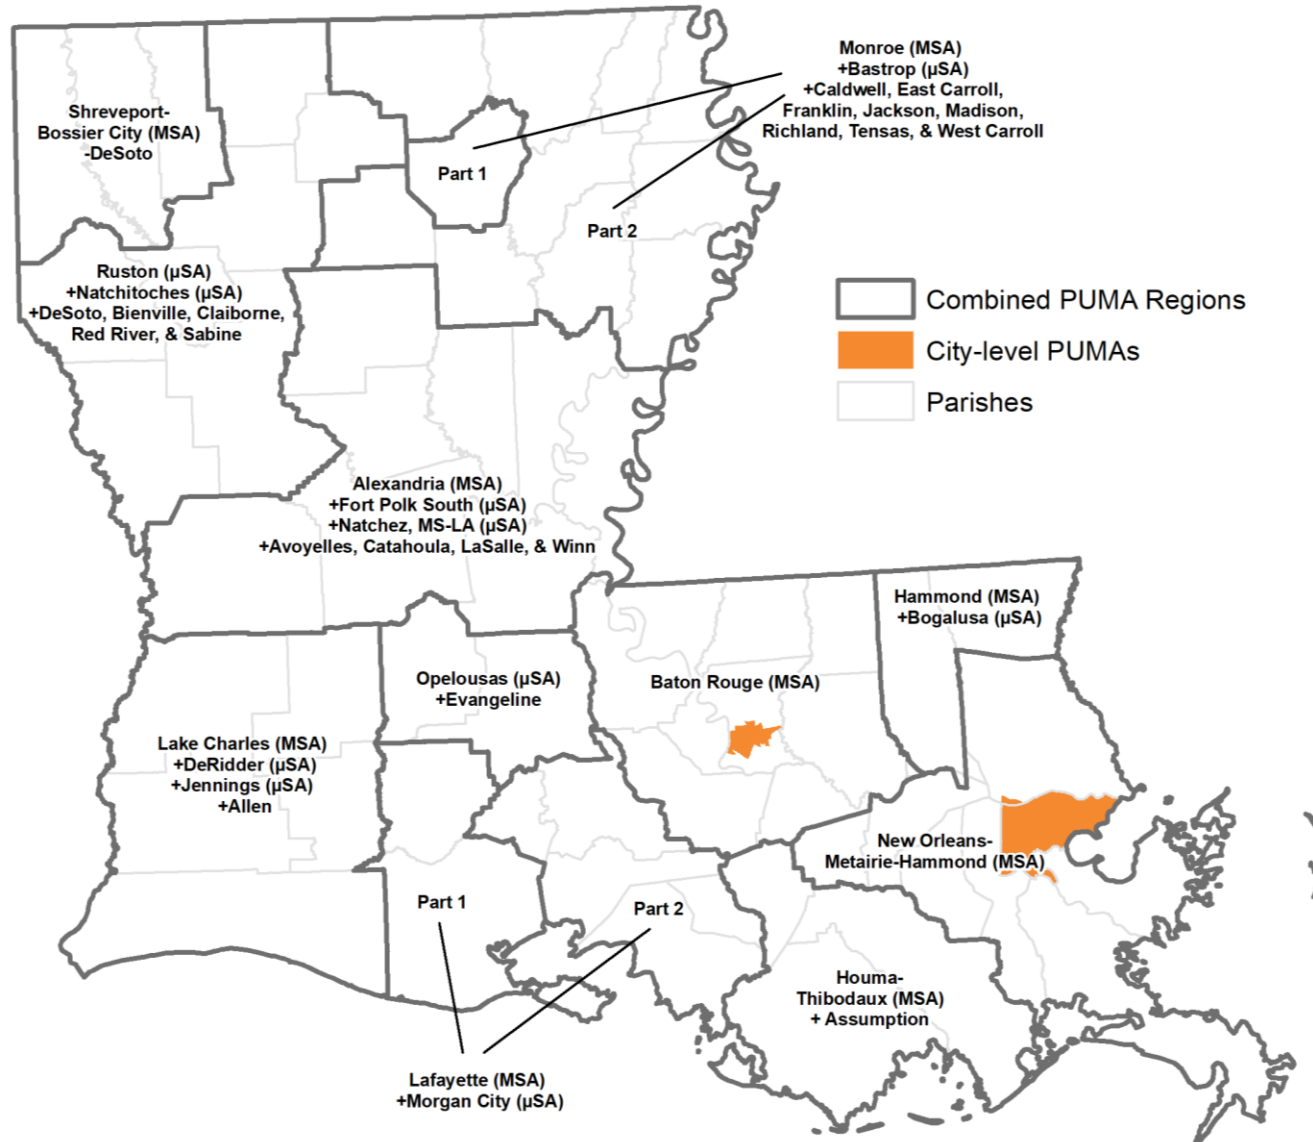 Monroe (MSA)
+Bastrop (µSA)
+Caldwell, East Carroll,
Franklin, Jackson, Madison,
Richland, Tensas, & West Carroll
Shreveport-
Bossier City (MSA)
-DeSoto
Part 1
Part 2
Ruston (µSA)
+Natchitoches (µSA)
+DeSoto, Bienville, Claiborne,
Red River, & Sabine
Combined PUMA Regions
City-level PUMAs
Parishes
Alexandria (MSA)
+Fort Polk South (µSA)
+Natchez, MS-LA (µSA)
+Avoyelles, Catahoula, LaSalle, & Winn
Hammond (MSA)
+Bogalusa (µSA)
Opelousas (µSA)
+Evangeline
Baton Rouge (MSA)
Lake Charles (MSA)
+DeRidder (µSA)
+Jennings (µSA)
+Allen
New Orleans-
Metairie-Hammond (MSA)
Part 1
Part 2
Houma-
Thibodaux (MSA)
+ Assumption
Lafayette (MSA)
+Morgan City (µSA)